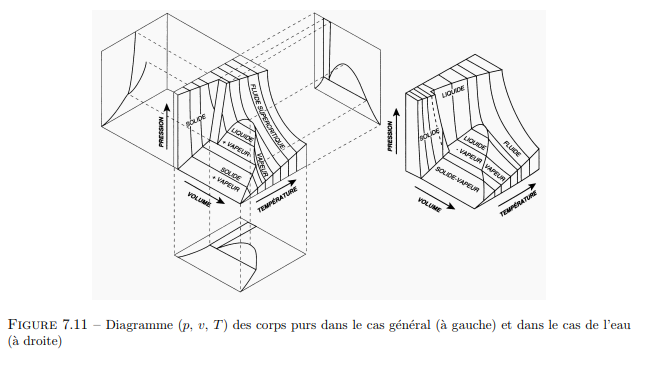 PRESSION
SOLIDE
FLUIDE SUPERCRITIQUE
LIQUIDE
+ VAPEUR
VAPEUR
SOLIDE
+ VAPEUR
VOLUME
TEMPÉRATURE
PRESSION
LIQUIDE
SOLIDE
LIQUIDE
- VAPEUR
VAPEUR
FLUIDE
SOLIDE-VAPEUR
VOLUME
TEMPÉRATURE
FIGURE 7.11 – Diagramme (p, v, T) des corps purs dans le cas général (à gauche) et dans le cas de l'eau
(à droite)